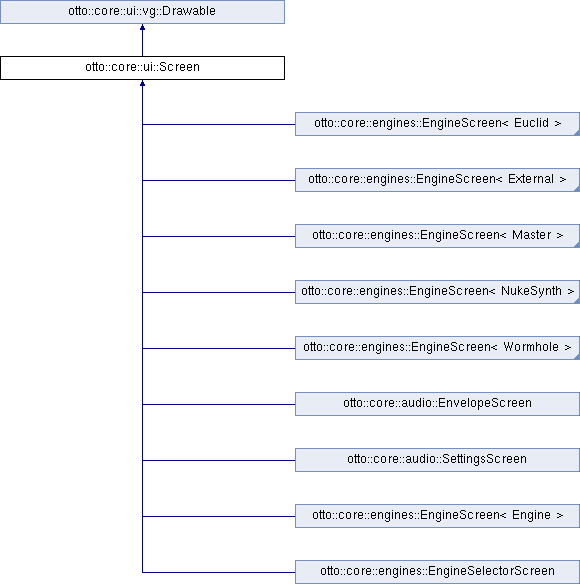 otto::core::ui::vg::Drawable
otto::core::ui::Screen
otto::core::engines::EngineScreen< Euclid >
otto::core::engines::EngineScreen< External >
otto::core::engines::EngineScreen< Master >
otto::core::engines::EngineScreen< NukeSynth >
otto::core::engines::EngineScreen< Wormhole >
otto::core::audio::EnvelopeScreen
otto::core::audio::SettingsScreen
otto::core::engines::EngineScreen< Engine >
otto::core::engines::EngineSelectorScreen